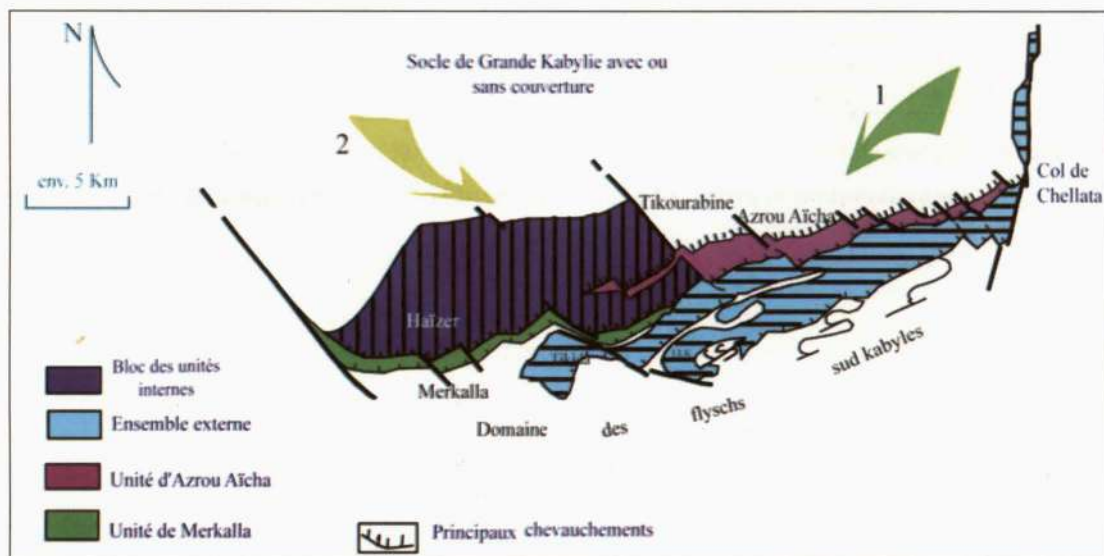 N
Socle de Grande Kabylie avec ou
sans couverture
1
2
env. 5 Km
Col de
Chellata
Tikourabine
Azrou Aïcha
Haïzer
Merkalla
Domaine des flyschs sud kabyles
Bloc des unités
internes
Ensemble externe
Unité d'Azrou Aïcha
Unité de Merkalla
Principaux chevauchements